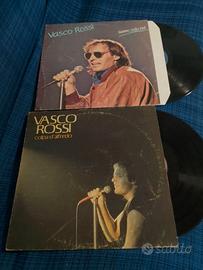 Vasco Rossi
VASCO
ROSSI
colpa d'alfredo
subito